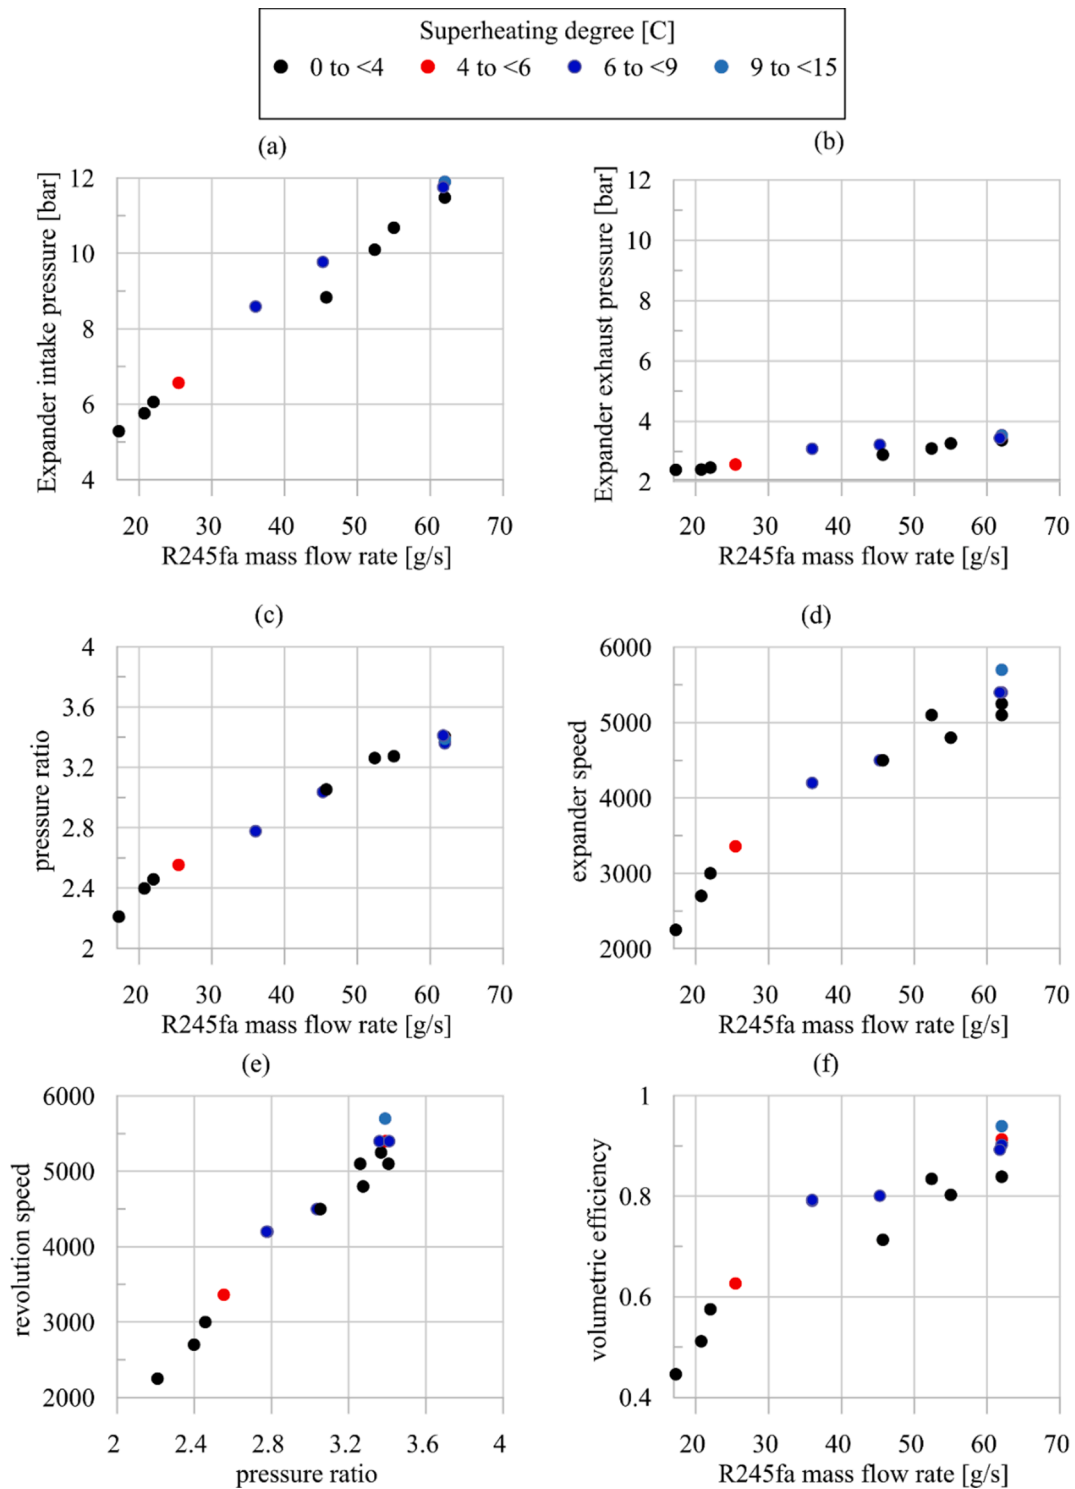 Superheating degree [C]
0 to <4 4 to <6 6 to <9 9 to <15
(a)
Expander intake pressure [bar]
12
10
8
6
4
20 30 40 50 60 70
R245fa mass flow rate [g/s]
(b)
Expander exhaust pressure [bar]
12
10
8
6
4
2
20 30 40 50 60 70
R245fa mass flow rate [g/s]
(c)
pressure ratio
4
3.6
3.2
2.8
2.4
2
20 30 40 50 60 70
R245fa mass flow rate [g/s]
(d)
expander speed
6000
5000
4000
3000
2000
20 30 40 50 60 70
R245fa mass flow rate [g/s]
(e)
revolution speed
6000
5000
4000
3000
2000
2 2.4 2.8 3.2 3.6 4
pressure ratio
(f)
volumetric efficiency
1
0.8
0.6
0.4
20 30 40 50 60 70
R245fa mass flow rate [g/s]